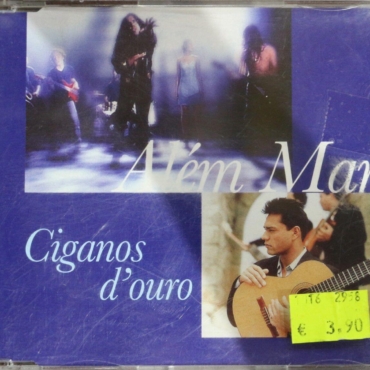 Além Mar
Ciganos
d'ouro
€ 3.90